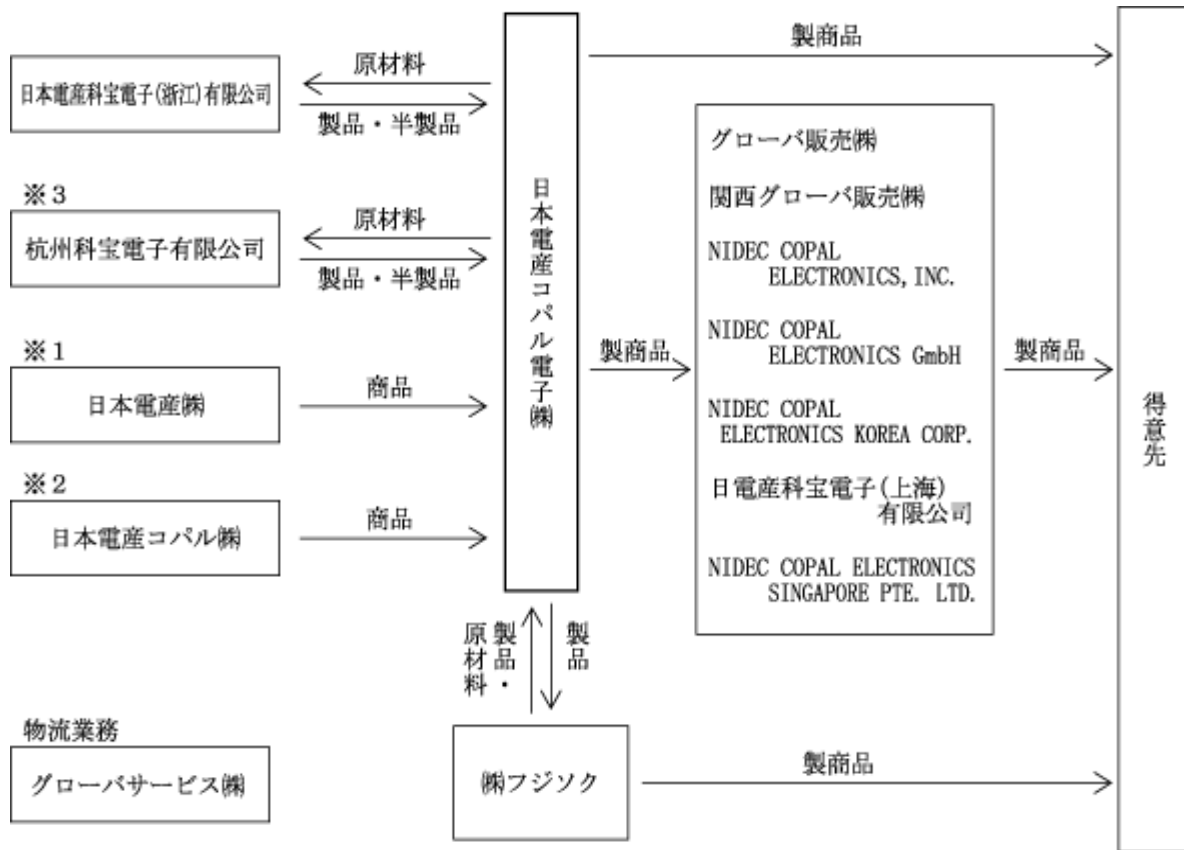 製商品
原材料
日本電産科宝電子(浙江)有限公司
製品・半製品
グローバ販売㈱
※3
日本電産コパル電子㈱
関西グローバ販売㈱
原材料
杭州科宝電子有限公司
製品・半製品
NIDEC COPAL
ELECTRONICS, INC.
※1
製商品
NIDEC COPAL
ELECTRONICS GmbH
製商品
商品
日本電産㈱
NIDEC COPAL
ELECTRONICS KOREA CORP.
得意先
※2
日電産科宝電子(上海)
有限公司
商品
日本電産コパル㈱
NIDEC COPAL ELECTRONICS
SINGAPORE PTE. LTD.
製品・
原材料
製品
物流業務
グローバサービス㈱
㈱フジソク
製商品